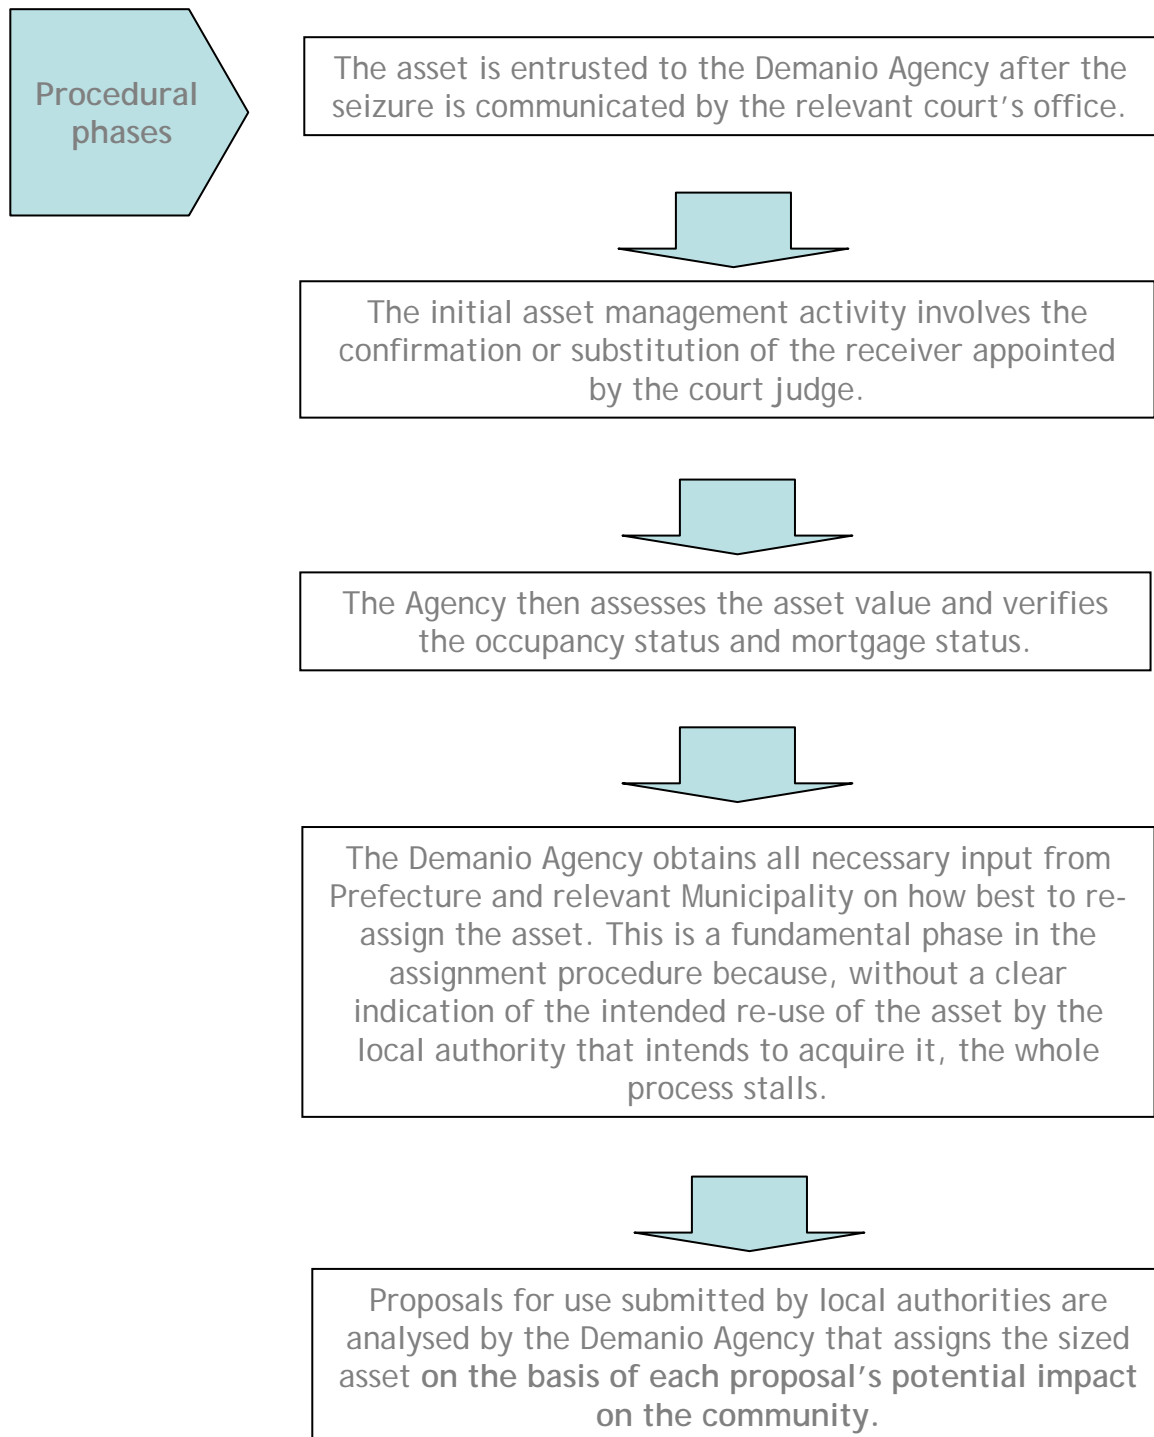 Procedural
phases
The asset is entrusted to the Demanio Agency after the
seizure is communicated by the relevant court's office.
The initial asset management activity involves the
confirmation or substitution of the receiver appointed
by the court judge.
The Agency then assesses the asset value and verifies
the occupancy status and mortgage status.
The Demanio Agency obtains all necessary input from
Prefecture and relevant Municipality on how best to re-
assign the asset. This is a fundamental phase in the
assignment procedure because, without a clear
indication of the intended re-use of the asset by the
local authority that intends to acquire it, the whole
process stalls.
Proposals for use submitted by local authorities are
analysed by the Demanio Agency that assigns the sized
asset on the basis of each proposal's potential impact
on the community.